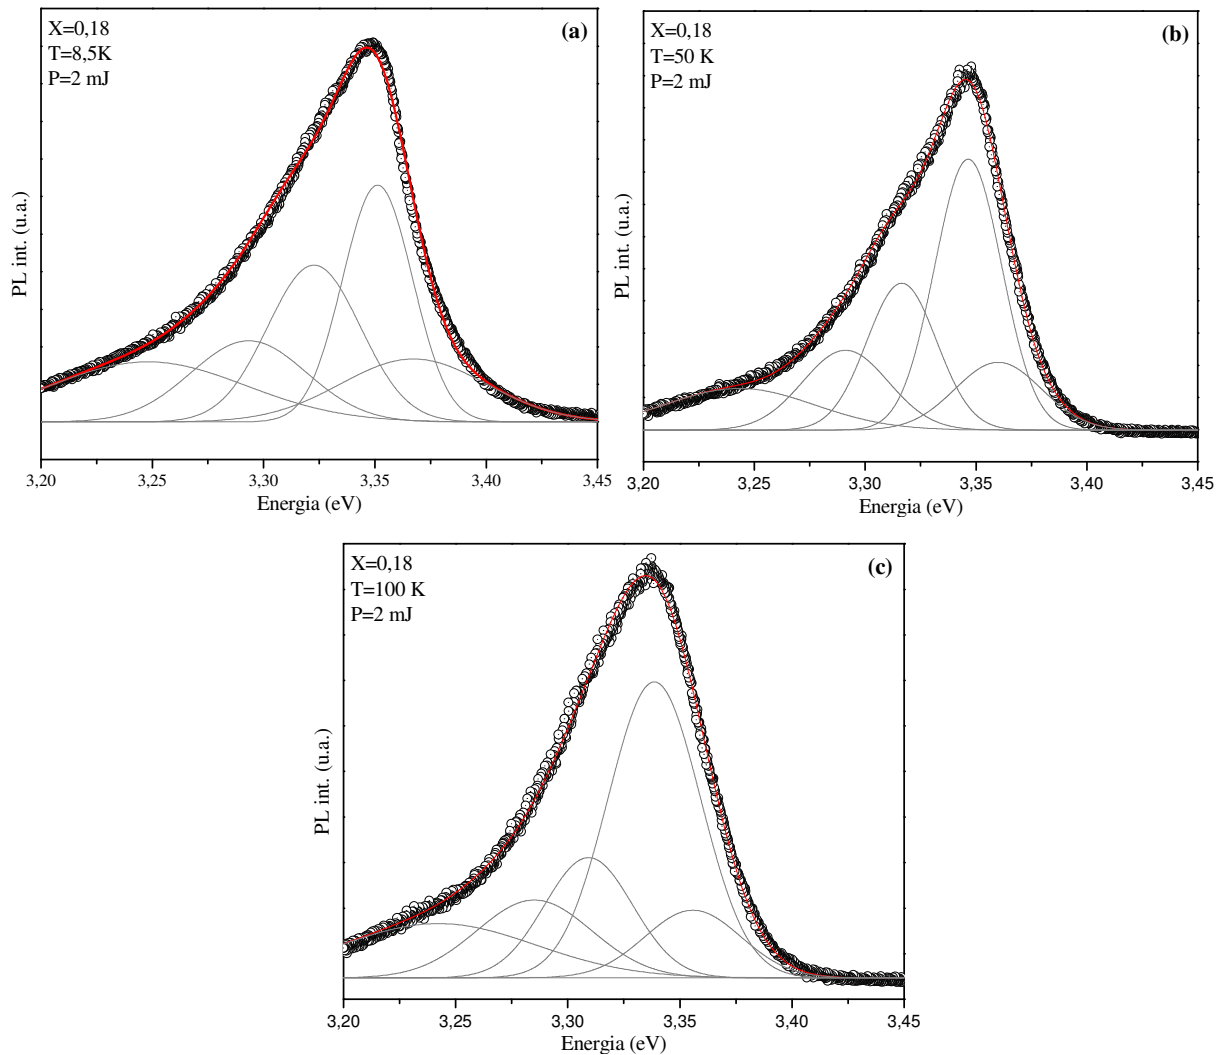 X=0,18
T=8,5K
P=2 mJ
(a)
PL int. (u.a.)
3,20 3,25 3,30 3,35 3,40 3,45
Energia (eV)
X=0,18
T=50 K
P=2 mJ
(b)
PL int. (u.a.)
3,20 3,25 3,30 3,35 3,40 3,45
Energia (eV)
X=0,18
T=100 K
P=2 mJ
(c)
PL int. (u.a.)
3,20 3,25 3,30 3,35 3,40 3,45
Energia (eV)